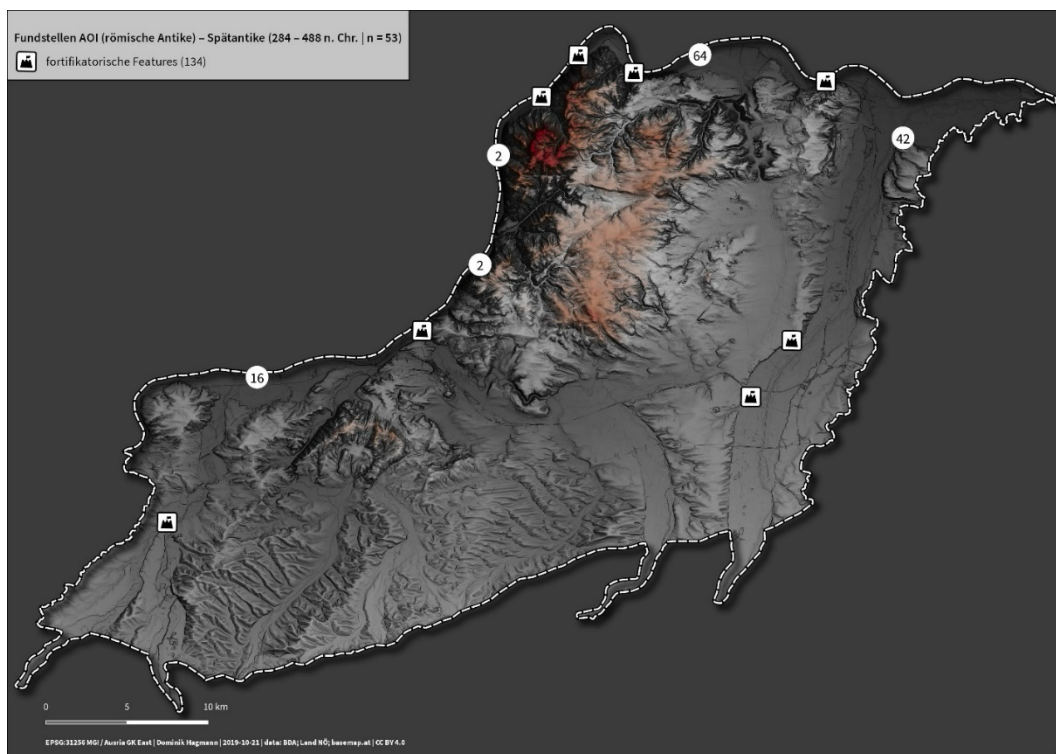 Fundstellen AOI (römische Antike) – Spätantike (284 – 488 n. Chr. | n = 53)
fortifikatorische Features (134)
64
42
2
2
16
0 5 10 km
EPSG:31256 MGI / Ausria GK East | Dominik Hagmann | 2019-10-21 | data: BDA; Land NÖ; basemap.at | CC BY 4.0